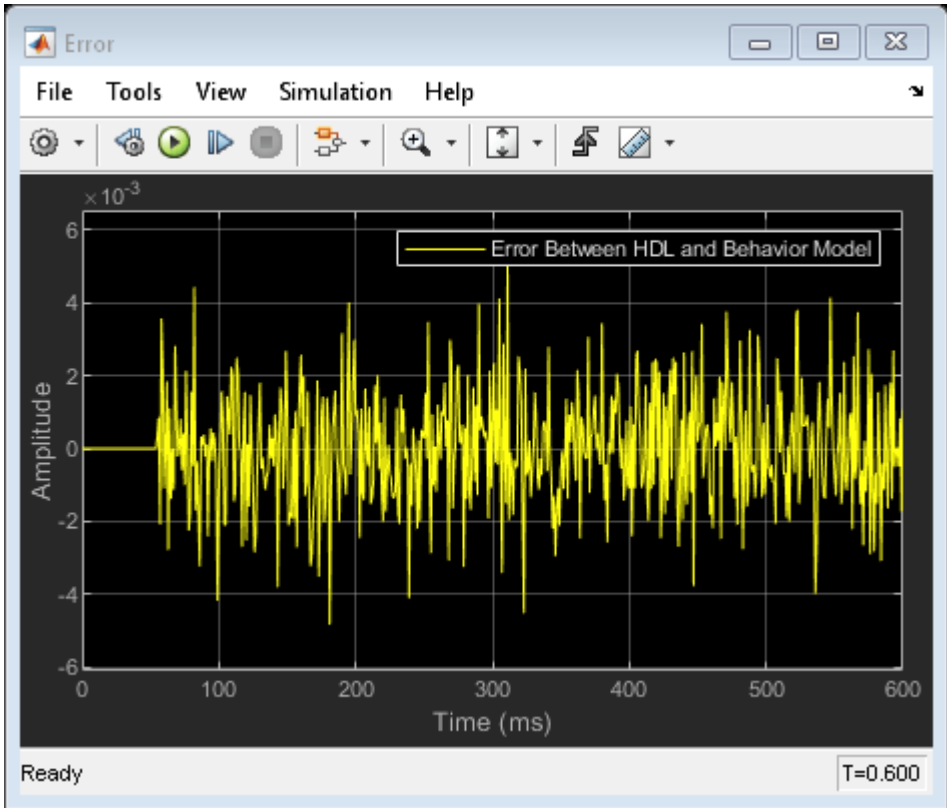 Error
File Tools View Simulation Help
×10-3
Error Between HDL and Behavior Model
6
4
2
0
-2
-4
-6
Amplitude
0 100 200 300 400 500 600
Time (ms)
Ready T=0.600